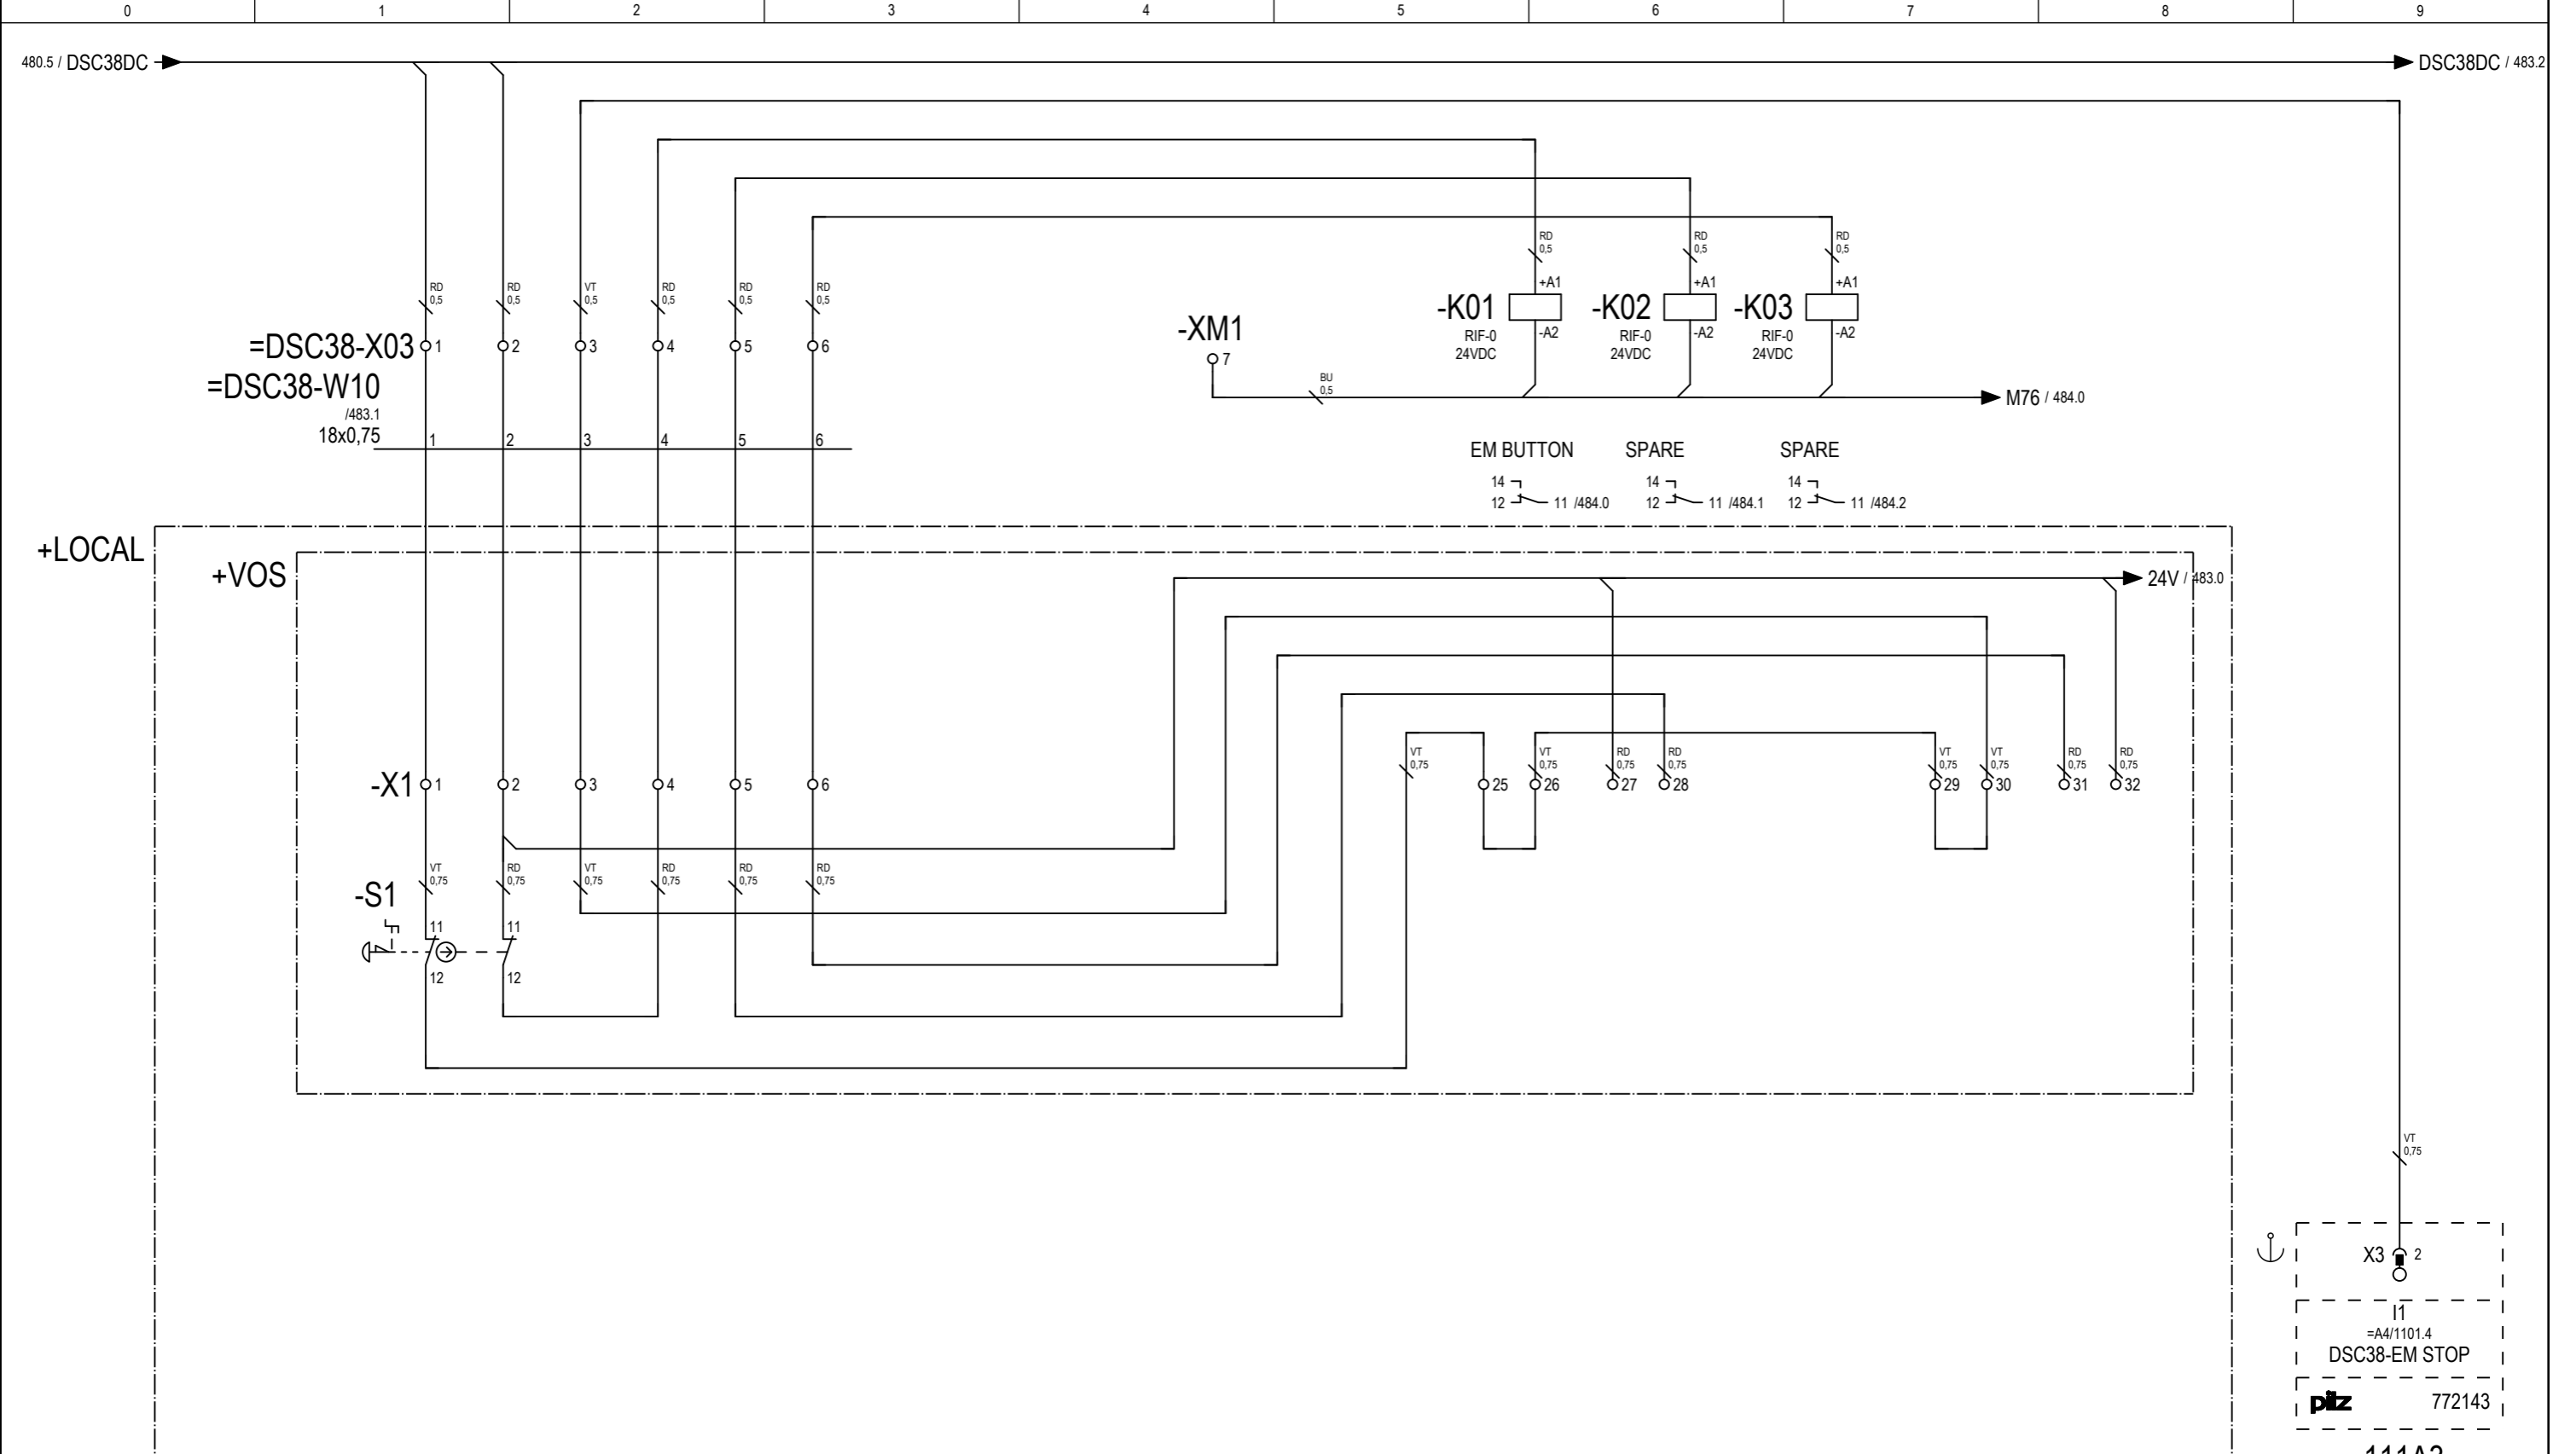 0 1 2 3 4 5 6 7 8 9
480.5 / DSC38DC
DSC38DC / 483.2
RD 0,5
RD 0,5
VT 0,5
RD 0,5
RD 0,5
RD 0,5
RD 0,5
RD 0,5
RD 0,5
+A1
+A1
+A1
-K01
-K02
-K03
-XM1
RIF-0
24VDC
-A2
RIF-0
24VDC
-A2
RIF-0
24VDC
-A2
=DSC38-X03 1 2 3 4 5 6
7
=DSC38-W10
/483.1
18x0,75
1 2 3 4 5 6
BU 0,5
M76 / 484.0
EM BUTTON
SPARE
SPARE
14
12 11 /484.0
14
12 11 /484.1
14
12 11 /484.2
+LOCAL
+VOS
24V / 483.0
VT 0,75
VT 0,75
RD 0,75
RD 0,75
VT 0,75
VT 0,75
RD 0,75
RD 0,75
-X1 1 2 3 4 5 6 25 26 27 28 29 30 31 32
VT 0,75
RD 0,75
VT 0,75
RD 0,75
RD 0,75
RD 0,75
-S1
11 11
12 12
VT 0,75
X3 2
I1
=A4/1101.4
DSC38-EM STOP
pilz 772143